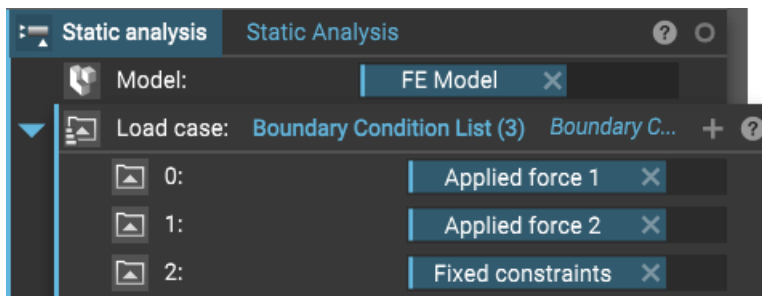 Static analysis Static Analysis ?
Model: FE Model ×
Load case: Boundary Condition List (3) Boundary C... + ?
0: Applied force 1 ×
1: Applied force 2 ×
2: Fixed constraints ×